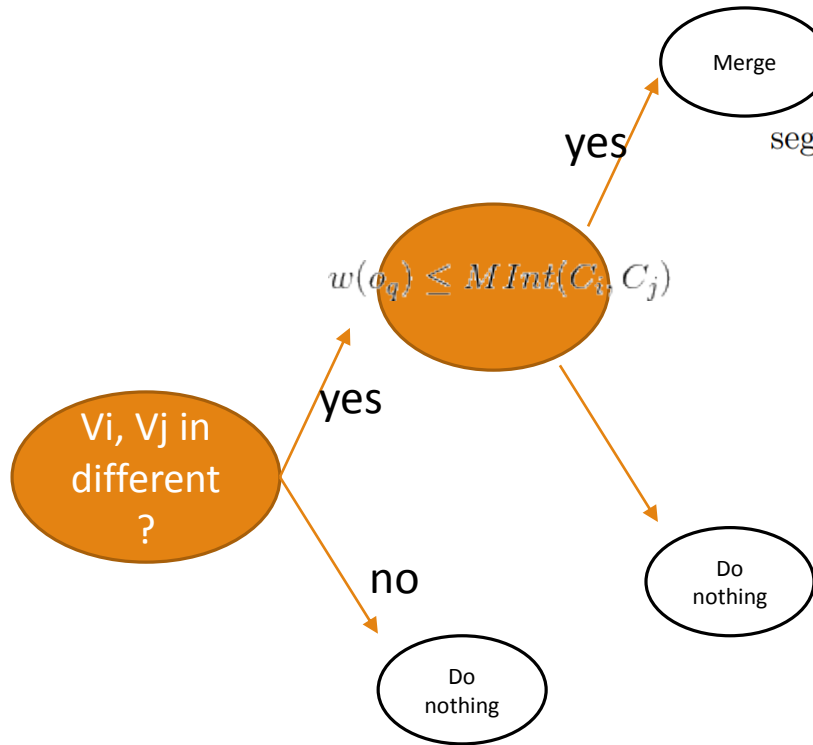 Merge
yes
seg
w(o_q) ≤ MInt(C_i, C_j)
yes
Vi, Vj in
different
?
no
Do
nothing
Do
nothing